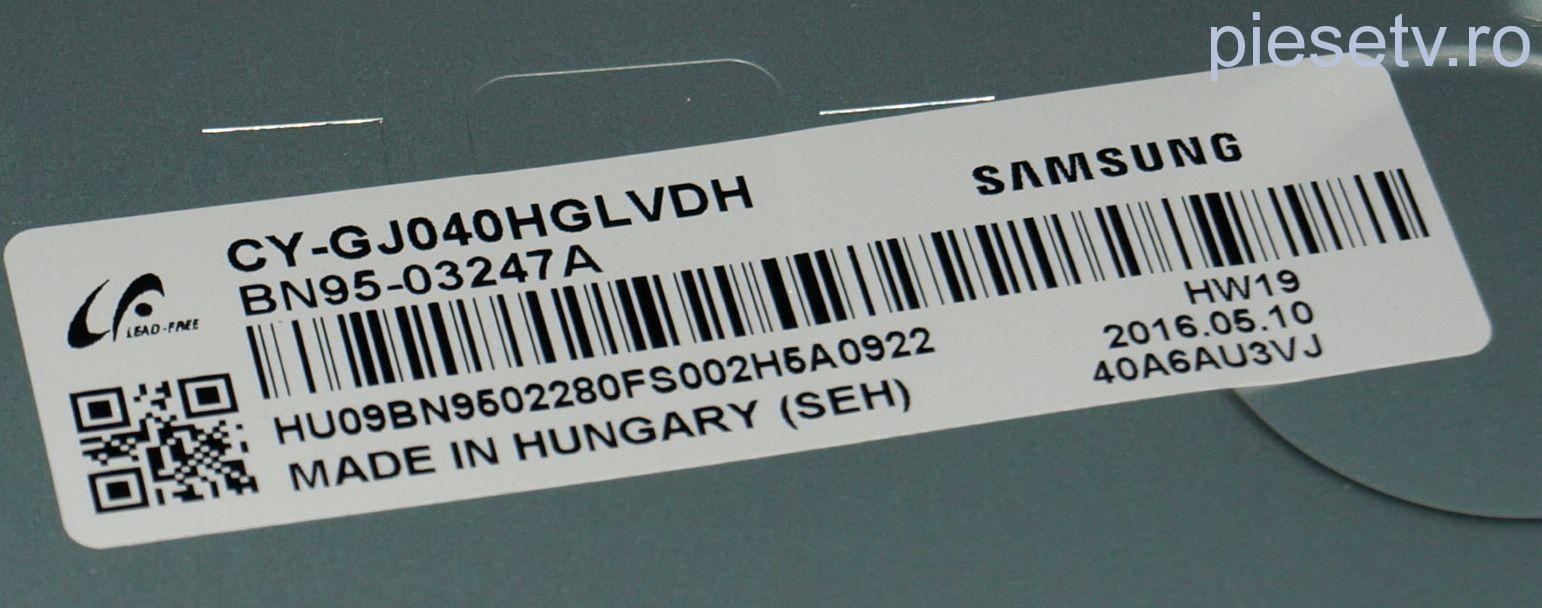 piesetv.ro
SAMSUNG
CY-GJ040HGLVDH
BN95-03247A
LEAD-FREE
HW19
2016.05.10
40A6AU3VJ
HU09BN9502280FS002H5A0922
MADE IN HUNGARY (SEH)